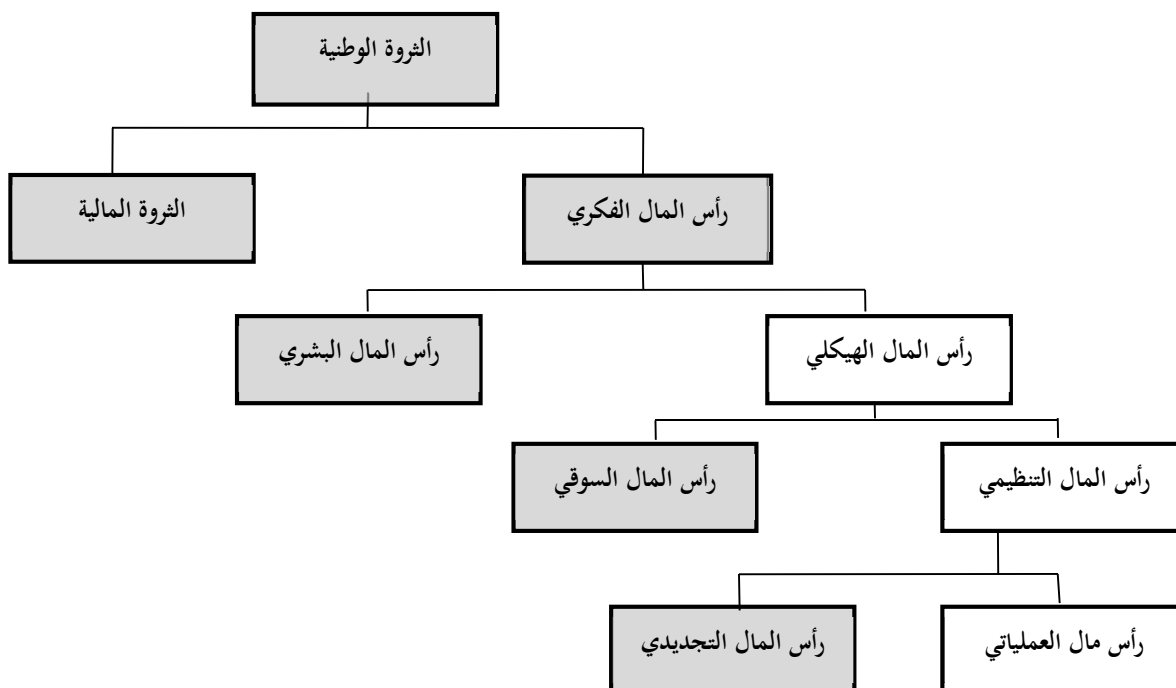 الثروة الوطنية
رأس المال الفكري
الثروة المالية
رأس المال الهيكلي
رأس المال البشري
رأس المال التنظيمي
رأس المال السوقي
رأس مال العملياتي
رأس المال التجديدي